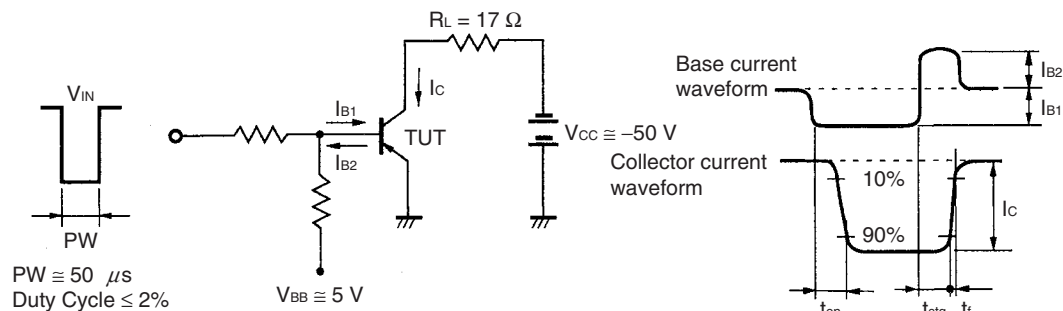 RL = 17 Ω
VIN
IB1
IC
TUT
IB2
VCC ≅ –50 V
PW
PW ≅ 50 μs
Duty Cycle ≤ 2%
VBB ≅ 5 V
Base current
waveform
IB2
IB1
Collector current
waveform
10%
90%
IC
ton
tstg
tf